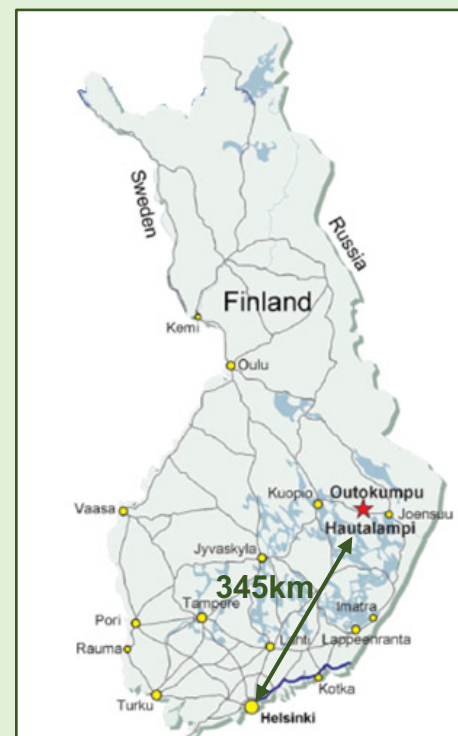 Sweden
Russia
Finland
Kemi
Oulu
Kuopio
Outokumpu
Vaasa
Joensuu
Hautalampi
Jyvaskyla
345km
Tampere
Imatra
Pori
Lappeenranta
Rauma
Lahti
Kotka
Turku
Helsinki